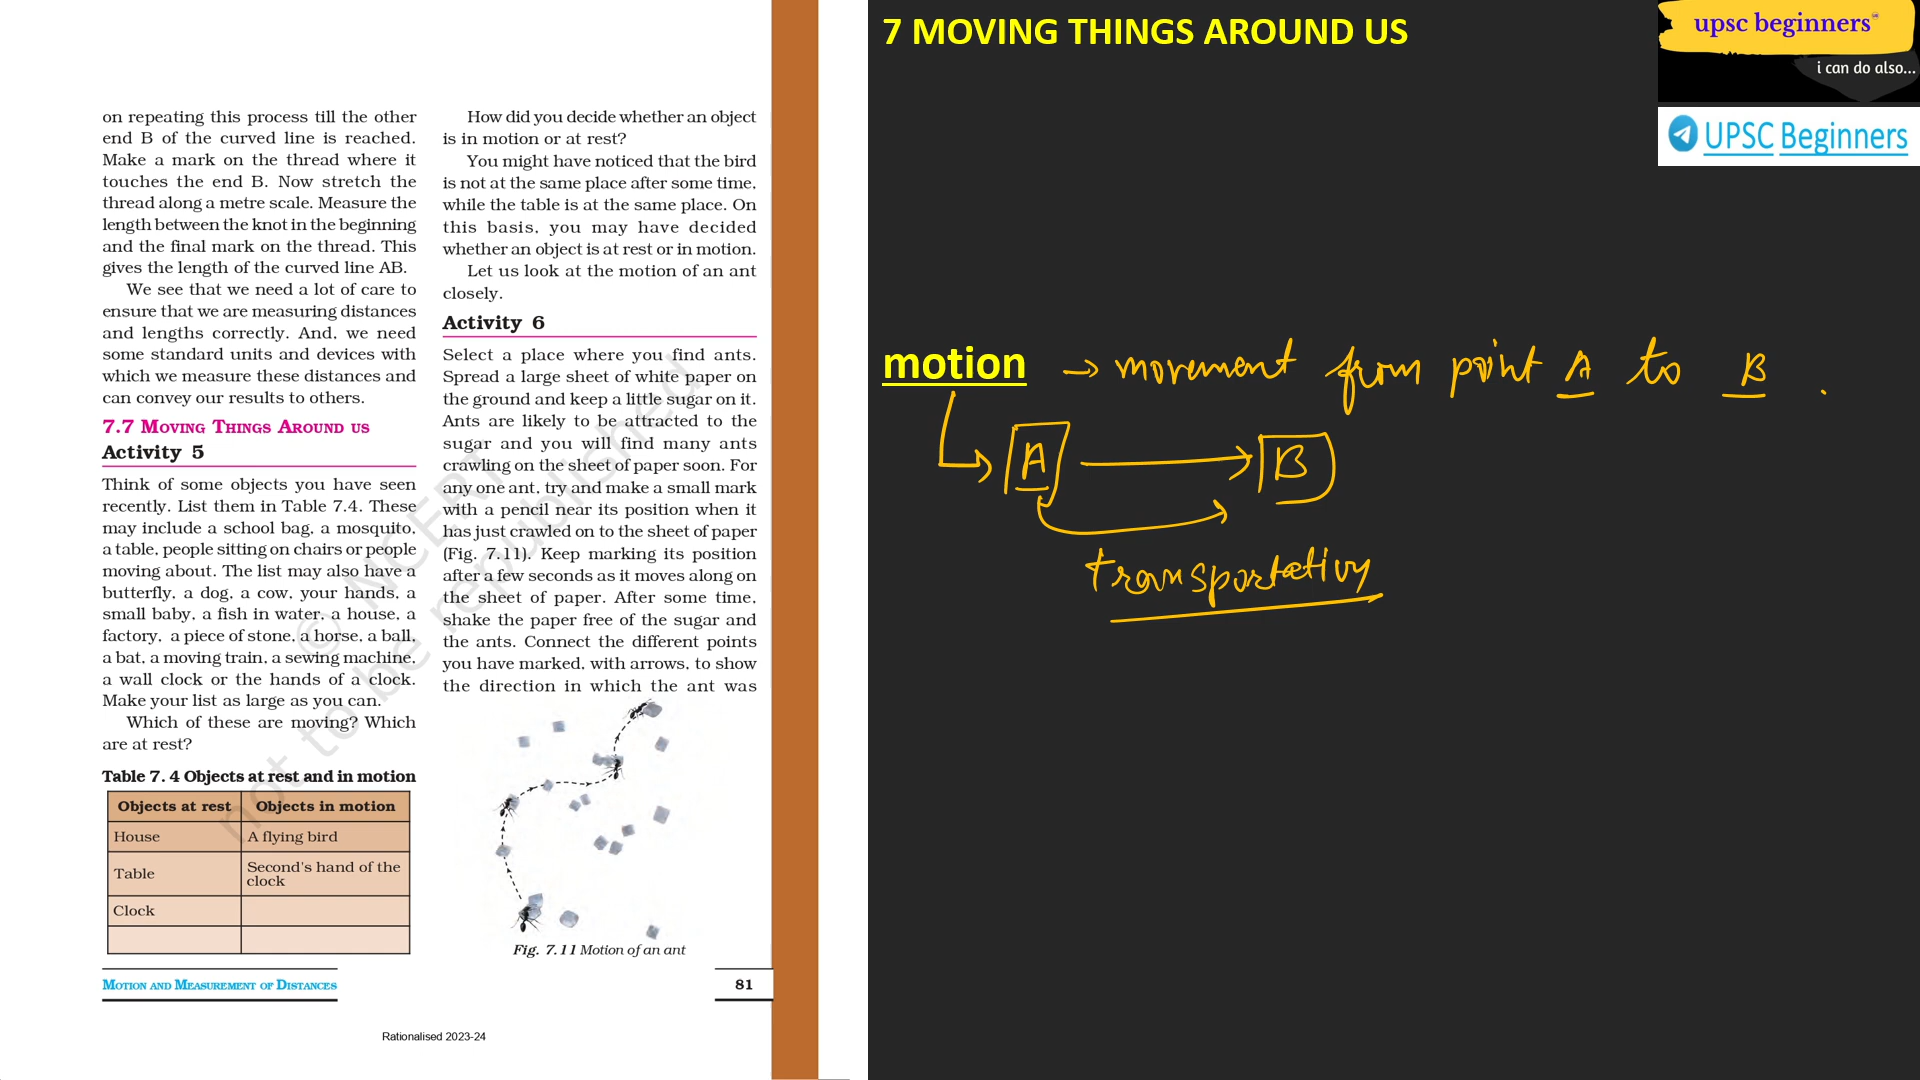 on repeating this process till the other
end B of the curved line is reached.
Make a mark on the thread where it
touches the end B. Now stretch the
thread along a metre scale. Measure the
length between the knot in the beginning
and the final mark on the thread. This
gives the length of the curved line AB.
We see that we need a lot of care to
ensure that we are measuring distances
and lengths correctly. And, we need
some standard units and devices with
which we measure these distances and
can convey our results to others.
7.7 MOVING THINGS AROUND US
Activity 5
Think of some objects you have seen
recently. List them in Table 7.4. These
may include a school bag, a mosquito,
a table, people sitting on chairs or people
moving about. The list may also have a
butterfly, a dog, a cow, your hands, a
small baby, a fish in water, a house, a
factory, a piece of stone, a horse, a ball,
a bat, a moving train, a sewing machine,
a wall clock or the hands of a clock.
Make your list as large as you can.
Which of these are moving? Which
are at rest?
Table 7. 4 Objects at rest and in motion
Objects at rest Objects in motion
House A flying bird
Table Second's hand of the
clock
Clock
How did you decide whether an object
is in motion or at rest?
You might have noticed that the bird
is not at the same place after some time,
while the table is at the same place. On
this basis, you may have decided
whether an object is at rest or in motion.
Let us look at the motion of an ant
closely.
Activity 6
Select a place where you find ants.
Spread a large sheet of white paper on
the ground and keep a little sugar on it.
Ants are likely to be attracted to the
sugar and you will find many ants
crawling on the sheet of paper soon. For
any one ant, try and make a small mark
with a pencil near its position when it
has just crawled on to the sheet of paper
(Fig. 7.11). Keep marking its position
after a few seconds as it moves along on
the sheet of paper. After some time,
shake the paper free of the sugar and
the ants. Connect the different points
you have marked, with arrows, to show
the direction in which the ant was
Fig. 7.11 Motion of an ant
MOTION AND MEASUREMENT OF DISTANCES
81
Rationalised 2023-24
© NCERT
not to be republished
7 MOVING THINGS AROUND US
upsc beginners
i can do also...
UPSC Beginners
motion → movement from point A to B .
A → B
transportation